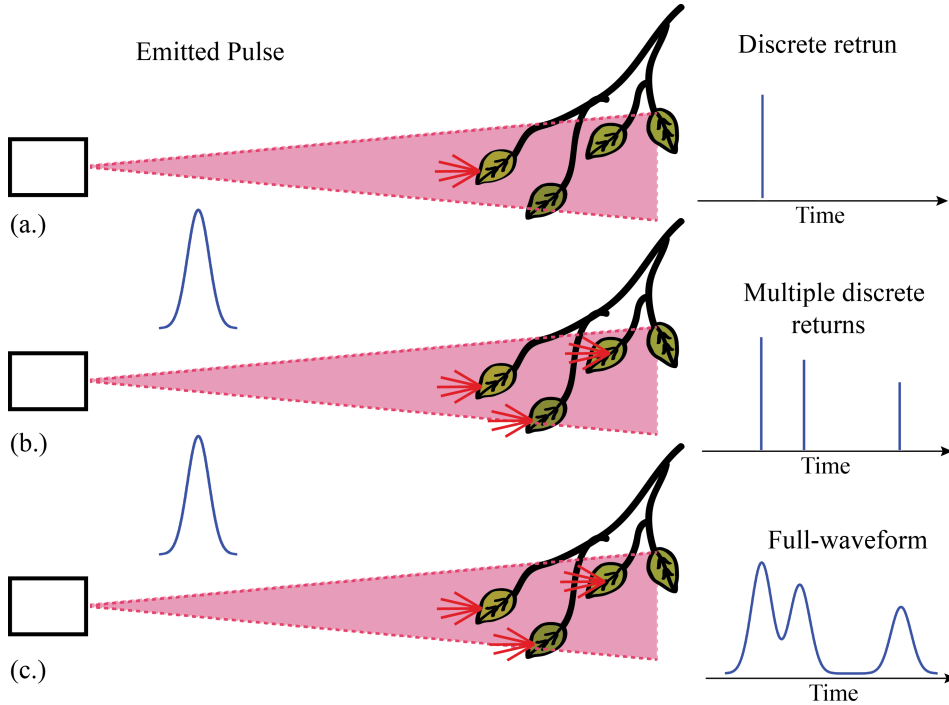 Emitted Pulse
Discrete retrun
Time
(a.)
Multiple discrete
returns
Time
(b.)
Full-waveform
Time
(c.)